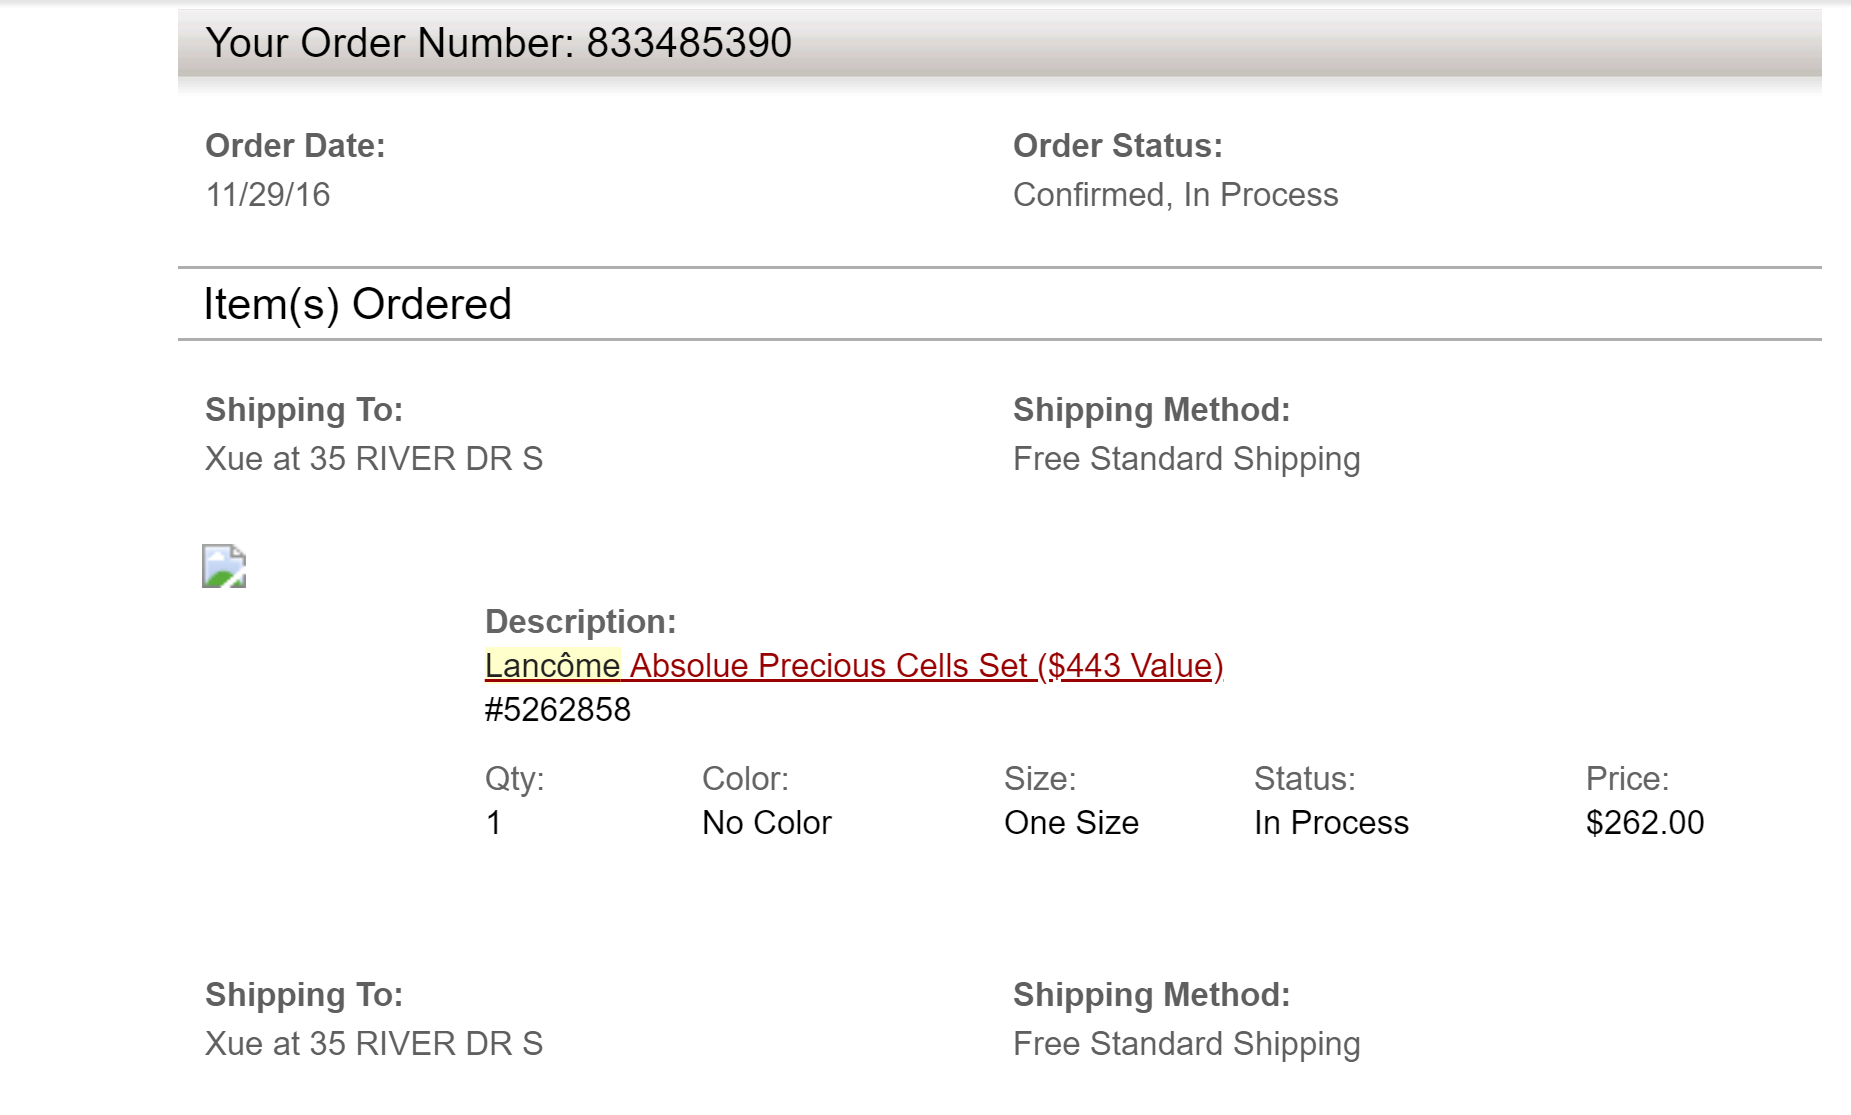 Your Order Number: 833485390
Order Date: Order Status:
11/29/16 Confirmed, In Process
Item(s) Ordered
Shipping To: Shipping Method:
Xue at 35 RIVER DR S Free Standard Shipping
Description:
Lancôme Absolue Precious Cells Set ($443 Value)
#5262858
Qty: Color: Size: Status: Price:
1 No Color One Size In Process $262.00
Shipping To: Shipping Method:
Xue at 35 RIVER DR S Free Standard Shipping